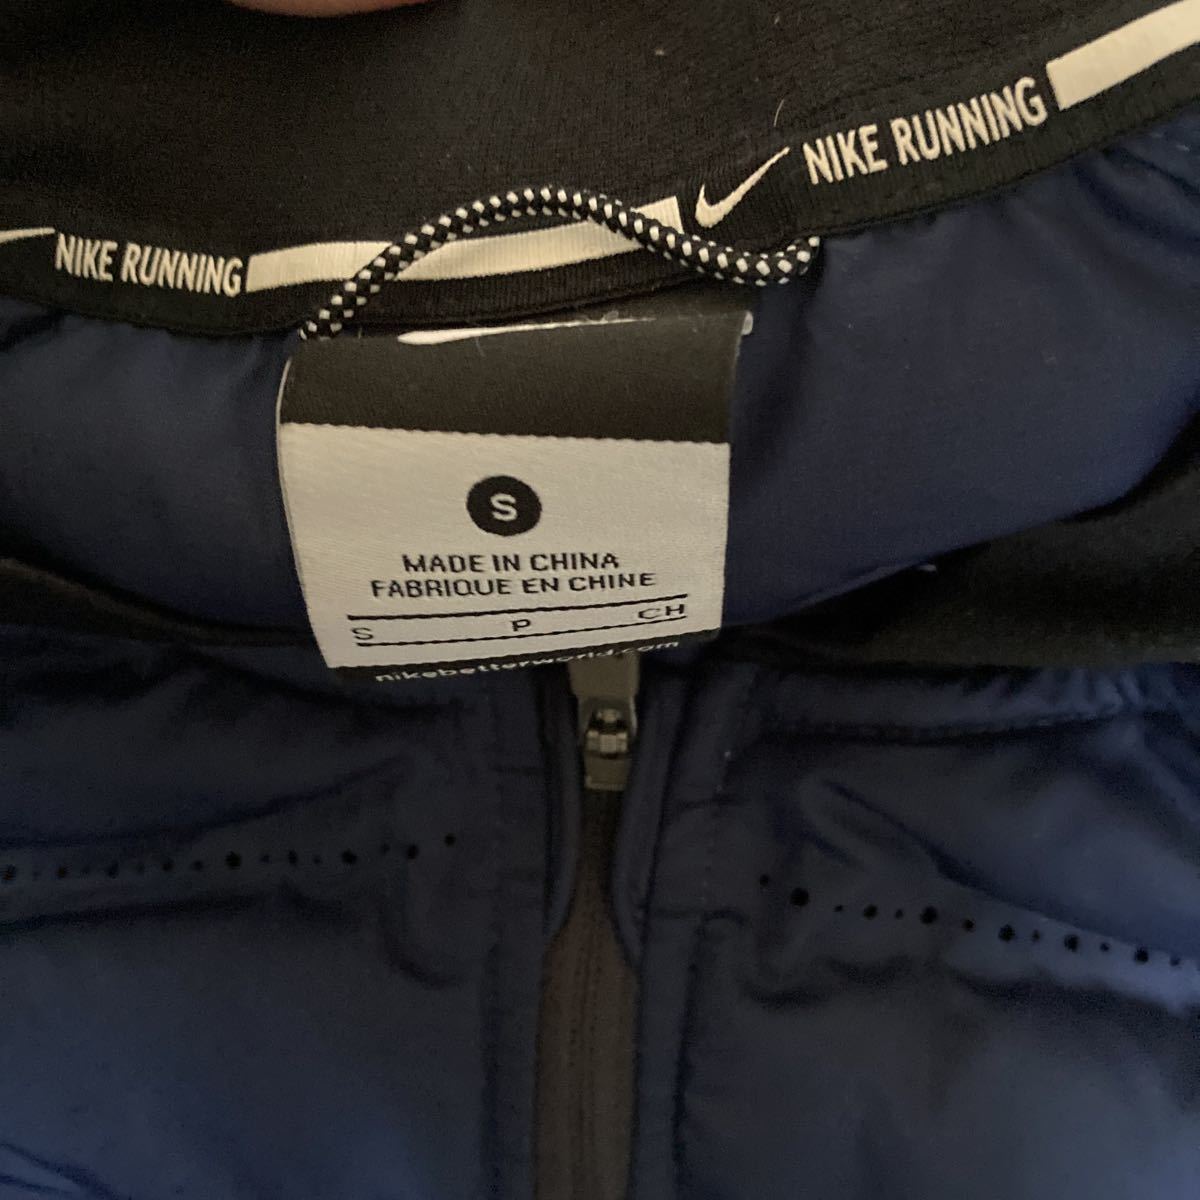 NIKE RUNNING
NIKE RUNNING
S
MADE IN CHINA
FABRIQUE EN CHINE
S P CH
nikebetterworld.com